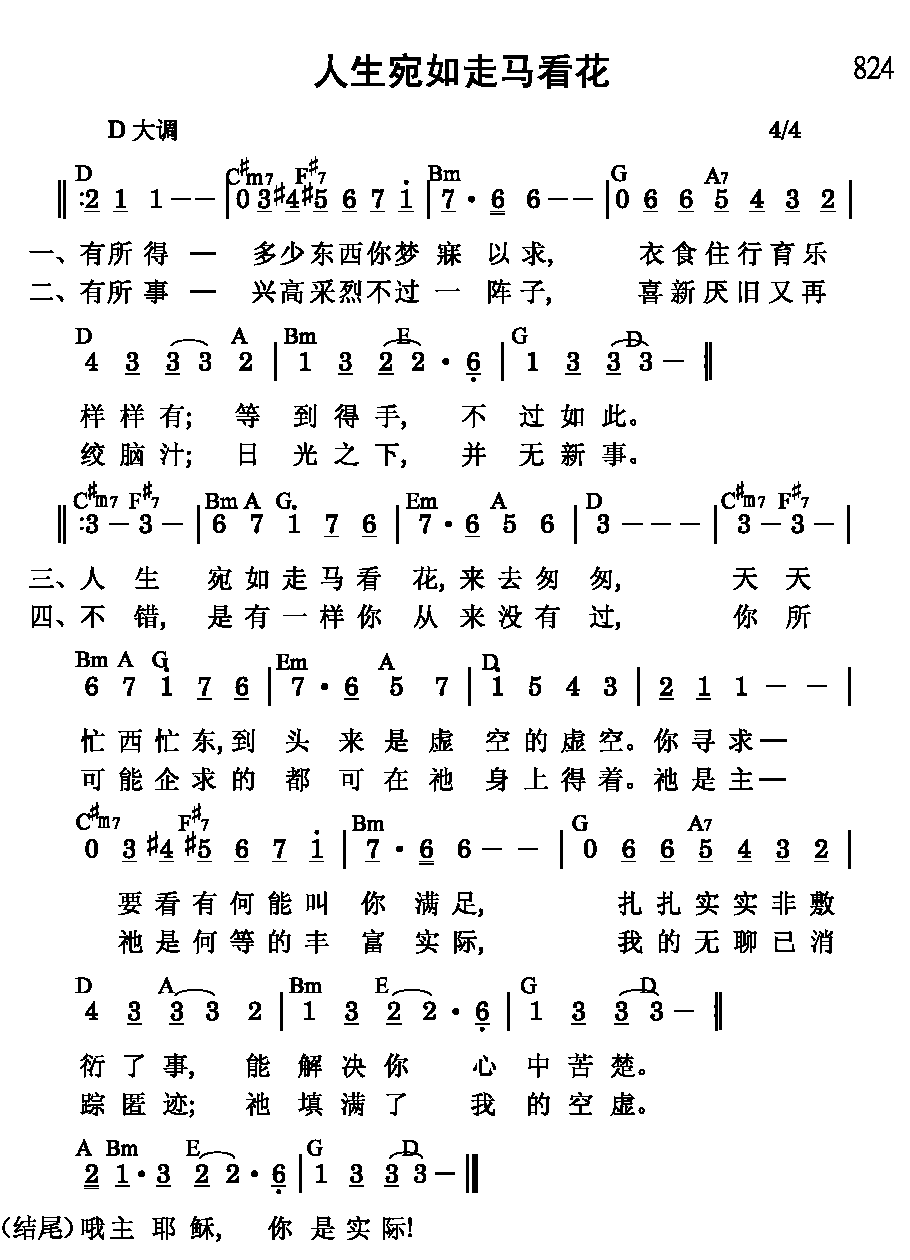 人生宛如走马看花 824
D 大调 4/4
D C#m7 F#7 Bm G A7
‖:2 1 1 - - | 0 3 #4 #5 6 7 i | 7 · 6 6 - - | 0 6 6 5 4 3 2 |
一、有所得 一 多少东西你梦寐以求, 衣食住行育乐
二、有所事 一 兴高采烈不过一阵子, 喜新厌旧又再
D A Bm E G D
4 3 3 3 2 | 1 3 2 2 · 6 | 1 3 3 3 - ‖
样样有; 等到得手, 不过如此。
绞脑汁; 日光之下, 并无新事。
C#m7 F#7 Bm A G Em A D C#m7 F#7
‖:3 - 3 - | 6 7 1 7 6 | 7 · 6 5 6 | 3 - - - | 3 - 3 - |
三、人生 宛如走马看花, 来去匆匆, 天天
四、不错, 是有一样你从来没有过, 你所
Bm A G Em A D
6 7 i 7 6 | 7 · 6 5 7 | i 5 4 3 | 2 1 1 - - |
忙西忙东, 到头来是虚空的虚空。你寻求一
可能企求的都可在祂身上得着。祂是主一
C#m7 F#7 Bm G A7
0 3 #4 #5 6 7 i | 7 · 6 6 - - | 0 6 6 5 4 3 2 |
要看有何能叫你满足, 扎扎实实非敷
祂是何等的丰富实际, 我的无聊已消
D A Bm E G D
4 3 3 3 2 | 1 3 2 2 · 6 | 1 3 3 3 - ‖
衍了事, 能解决你心中苦楚。
踪匿迹; 祂填满了我的空虚。
A Bm E G D
2 1 · 3 2 2 · 6 | 1 3 3 3 - ‖
(结尾) 哦主耶稣, 你是实际!